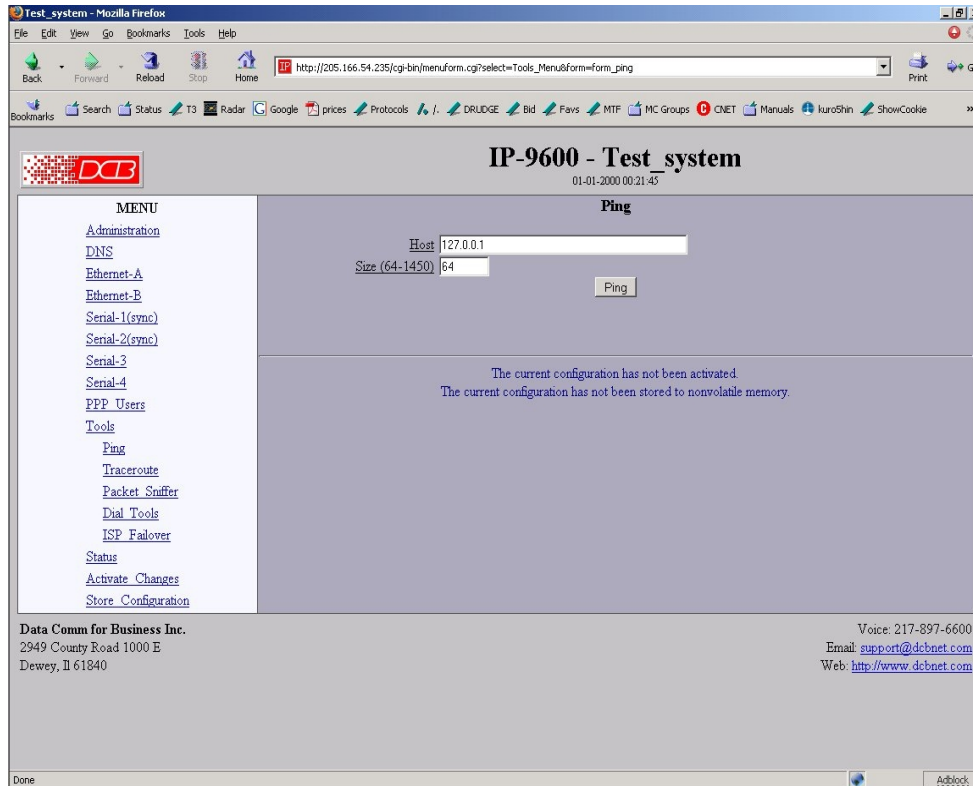 Test_system - Mozilla Firefox
File Edit View Go Bookmarks Tools Help
Back Forward Reload Stop Home
IP http://205.166.54.235/cgi-bin/menuform.cgi?select=Tools_Menu&form=form_ping
Print G
Bookmarks Search Status T3 Radar Google prices Protocols /. DRUDGE Bid Favs MTF MC Groups CNET Manuals kuro5hin ShowCookie »
DCB
IP-9600 - Test_system
01-01-2000 00:21:45
MENU
Administration
DNS
Ethernet-A
Ethernet-B
Serial-1(sync)
Serial-2(sync)
Serial-3
Serial-4
PPP Users
Tools
Ping
Traceroute
Packet Sniffer
Dial Tools
ISP Failover
Status
Activate Changes
Store Configuration
Ping
Host 127.0.0.1
Size (64-1450) 64
Ping
The current configuration has not been activated.
The current configuration has not been stored to nonvolatile memory.
Data Comm for Business Inc.
2949 County Road 1000 E
Dewey, Il 61840
Voice: 217-897-6600
Email: support@dcbnet.com
Web: http://www.dcbnet.com
Done
Adblock